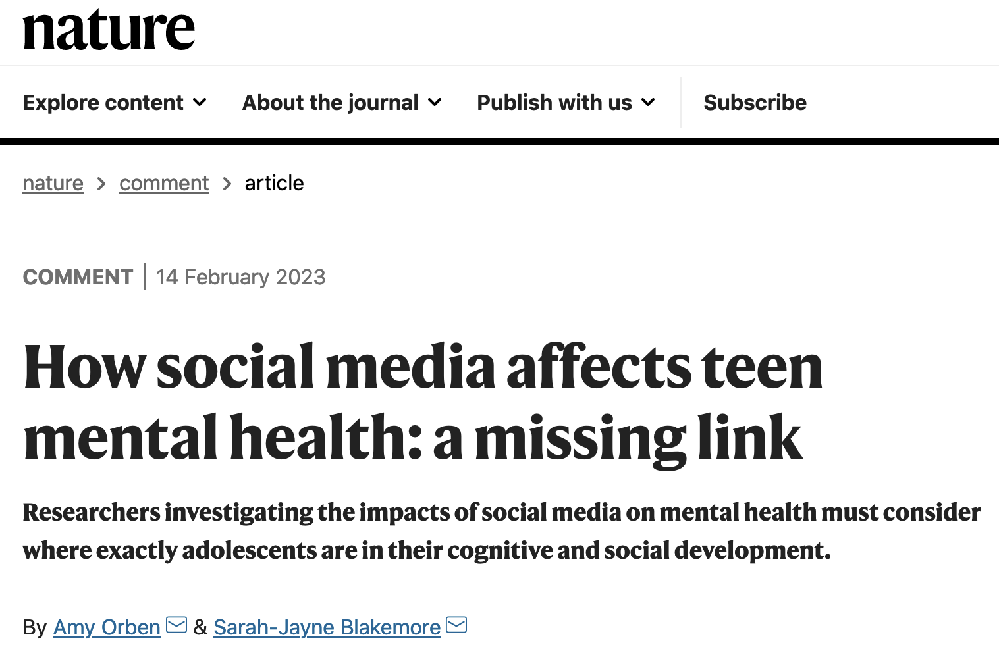 nature
Explore content About the journal Publish with us Subscribe
nature > comment > article
COMMENT | 14 February 2023
How social media affects teen
mental health: a missing link
Researchers investigating the impacts of social media on mental health must consider
where exactly adolescents are in their cognitive and social development.
By Amy Orben & Sarah-Jayne Blakemore